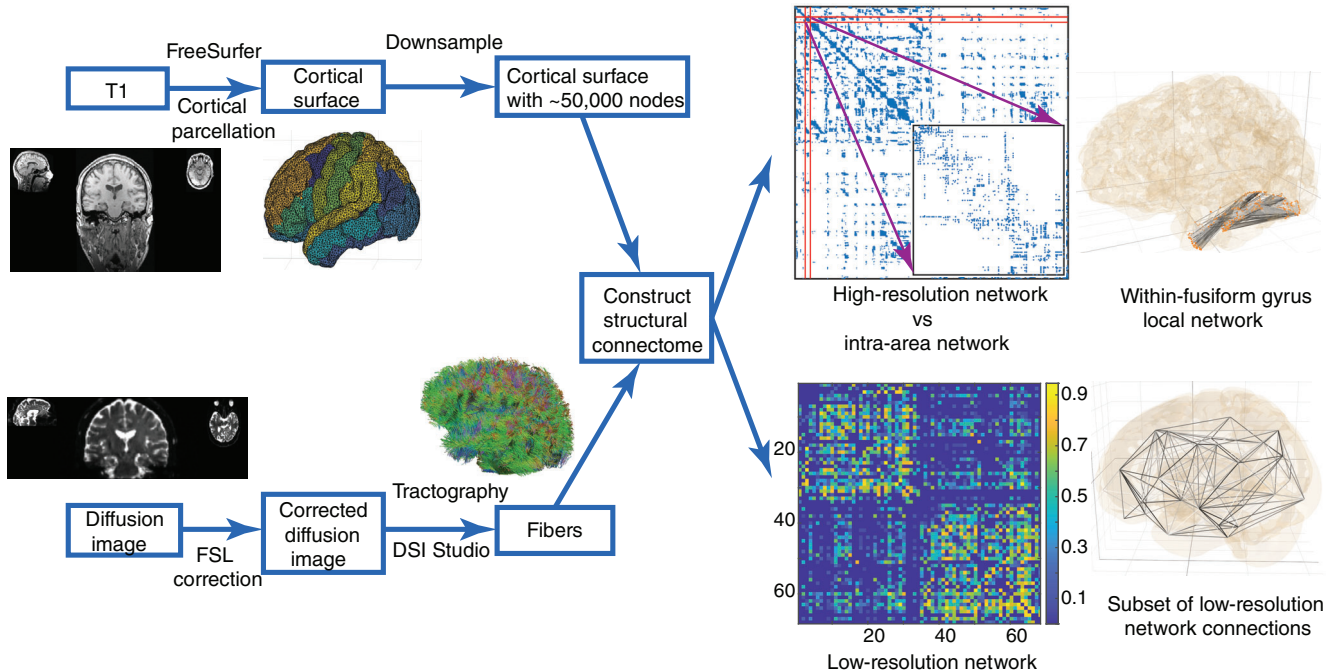 FreeSurfer
Downsample
T1
Cortical
surface
Cortical surface
with ~50,000 nodes
Cortical
parcellation
Construct
structural
connectome
High-resolution network
vs
intra-area network
Within-fusiform gyrus
local network
Tractography
Diffusion
image
FSL
correction
Corrected
diffusion
image
DSI Studio
Fibers
20
40
60
20
40
60
0.9
0.7
0.5
0.3
0.1
Low-resolution network
Subset of low-resolution
network connections